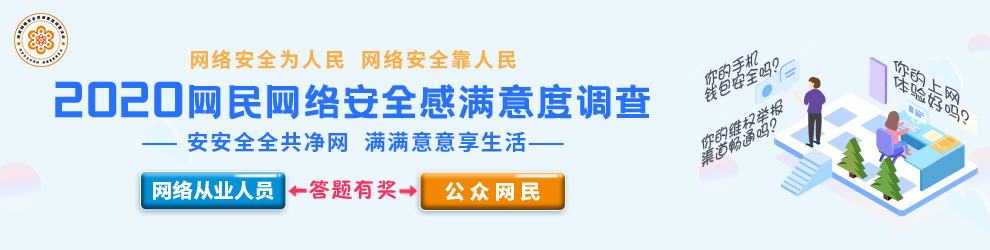 网络安全为人民 网络安全靠人民
2020网民网络安全感满意度调查
—— 安安全全共净网 满满意意享生活——
网络从业人员
答题有奖
公众网民
你的手机
钱包安全吗?
你的维权举报
渠道畅通吗?
你的上网
体验好吗?